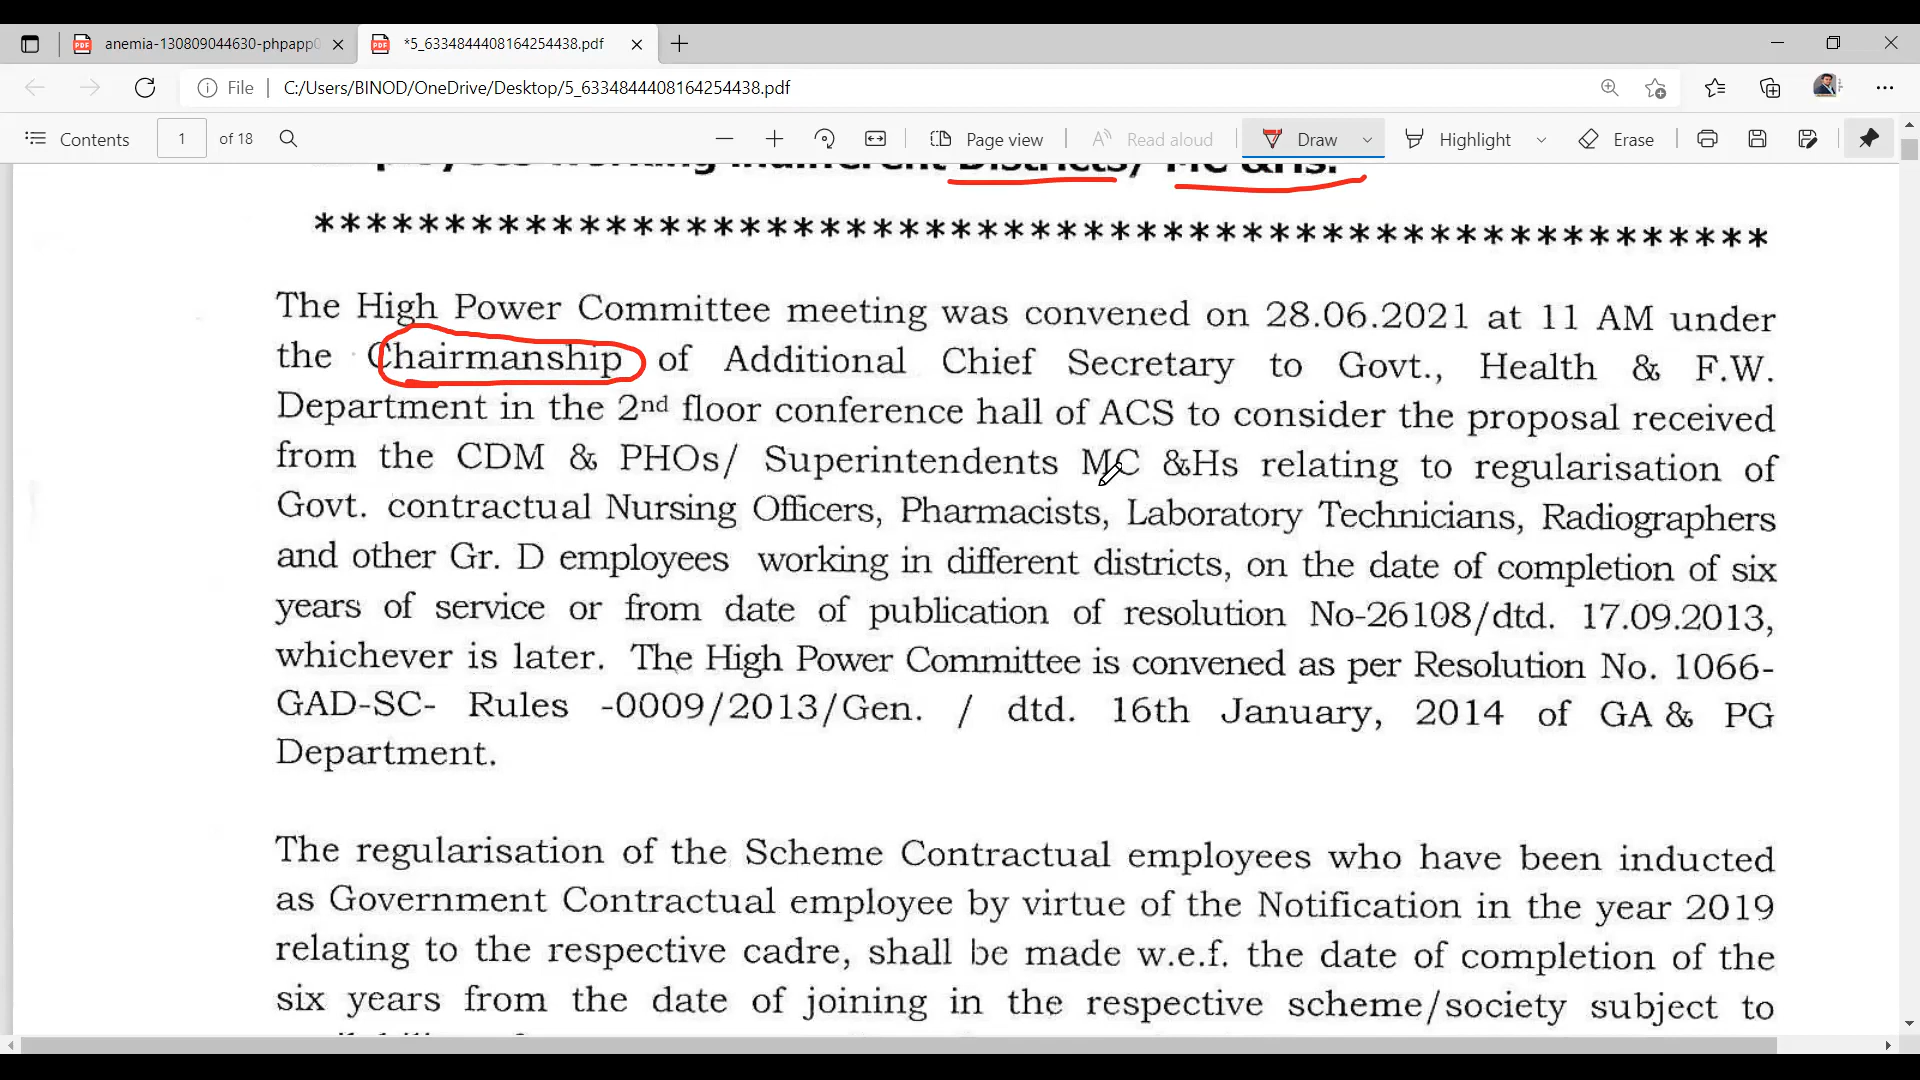 anemia-130809044630-phpapp0
*5_6334844408164254438.pdf
File
C:/Users/BINOD/OneDrive/Desktop/5_6334844408164254438.pdf
Contents
1
of 18
Page view
Read aloud
Draw
Highlight
Erase
Districts/ MC &Hs.
*******************************************************
The High Power Committee meeting was convened on 28.06.2021 at 11 AM under
the Chairmanship of Additional Chief Secretary to Govt., Health & F.W.
Department in the 2nd floor conference hall of ACS to consider the proposal received
from the CDM & PHOs/ Superintendents MC &Hs relating to regularisation of
Govt. contractual Nursing Officers, Pharmacists, Laboratory Technicians, Radiographers
and other Gr. D employees working in different districts, on the date of completion of six
years of service or from date of publication of resolution No-26108/dtd. 17.09.2013,
whichever is later. The High Power Committee is convened as per Resolution No. 1066-
GAD-SC- Rules -0009/2013/Gen. / dtd. 16th January, 2014 of GA & PG
Department.
The regularisation of the Scheme Contractual employees who have been inducted
as Government Contractual employee by virtue of the Notification in the year 2019
relating to the respective cadre, shall be made w.e.f. the date of completion of the
six years from the date of joining in the respective scheme/society subject to